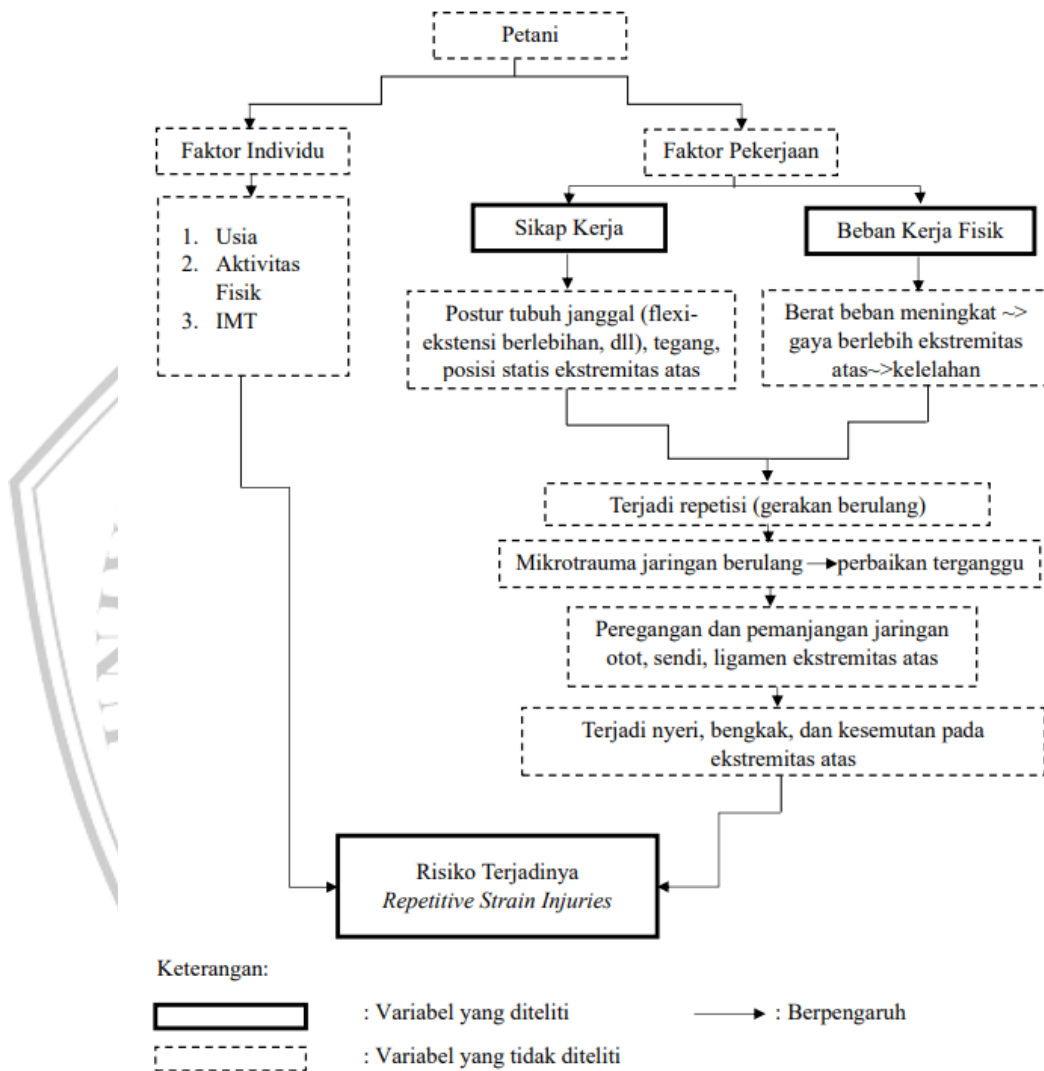 Petani
Faktor Individu
Faktor Pekerjaan
1. Usia
2. Aktivitas
Fisik
3. IMT
Sikap Kerja
Beban Kerja Fisik
Postur tubuh janggal (flexi-
ekstensi berlebihan, dll), tegang,
posisi statis ekstremitas atas
Berat beban meningkat ~>
gaya berlebih ekstremitas
atas~>kelelahan
Terjadi repetisi (gerakan berulang)
Mikrotrauma jaringan berulang → perbaikan terganggu
Peregangan dan pemanjangan jaringan
otot, sendi, ligamen ekstremitas atas
Terjadi nyeri, bengkak, dan kesemutan pada
ekstremitas atas
Risiko Terjadinya
Repetitive Strain Injuries
Keterangan:
: Variabel yang diteliti
: Berpengaruh
: Variabel yang tidak diteliti